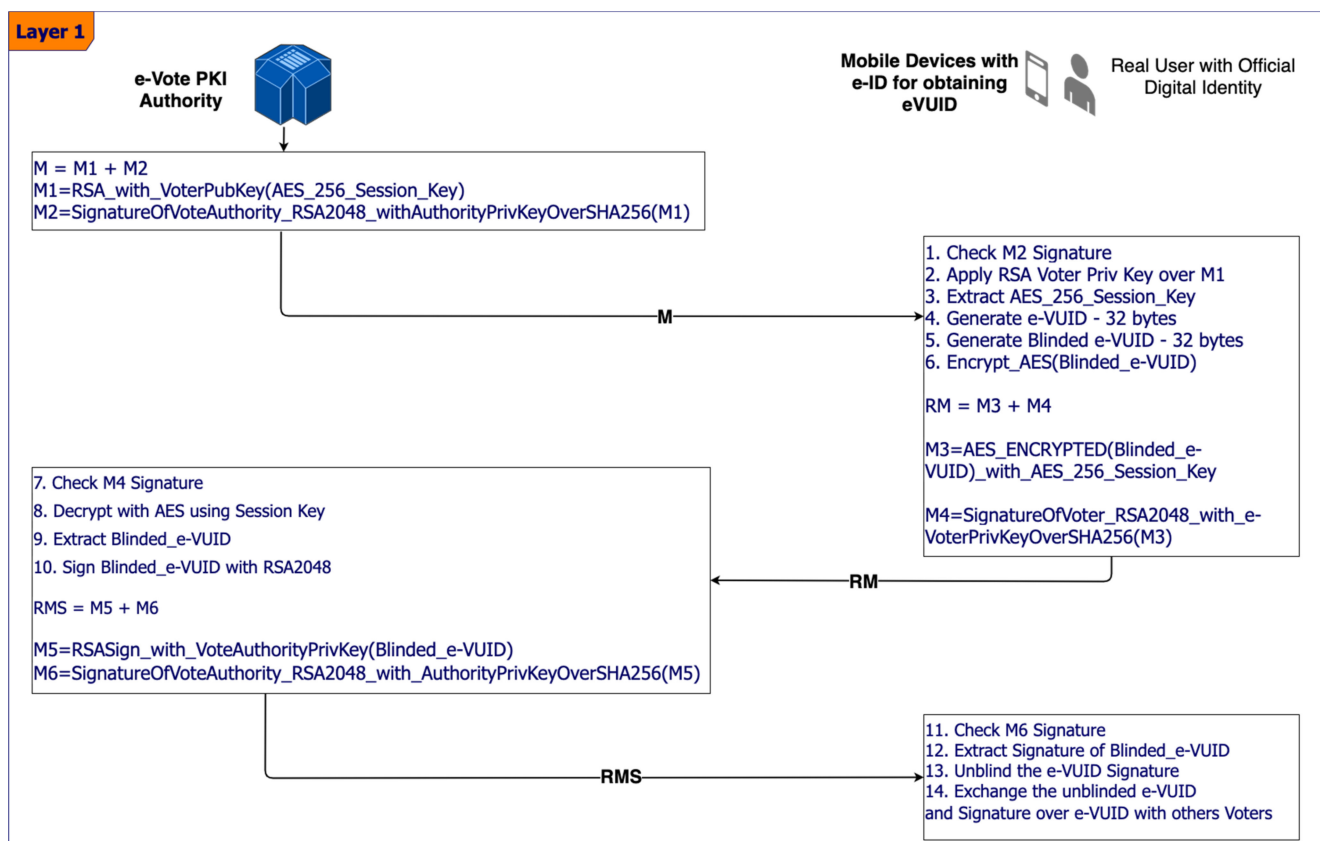 Layer 1
e-Vote PKI
Authority
Mobile Devices with
e-ID for obtaining
eVUID
Real User with Official
Digital Identity
M = M1 + M2
M1=RSA_with_VoterPubKey(AES_256_Session_Key)
M2=SignatureOfVoteAuthority_RSA2048_withAuthorityPrivKeyOverSHA256(M1)
M
1. Check M2 Signature
2. Apply RSA Voter Priv Key over M1
3. Extract AES_256_Session_Key
4. Generate e-VUID - 32 bytes
5. Generate Blinded e-VUID - 32 bytes
6. Encrypt_AES(Blinded_e-VUID)
RM = M3 + M4
M3=AES_ENCRYPTED(Blinded_e-
VUID)_with_AES_256_Session_Key
M4=SignatureOfVoter_RSA2048_with_e-
VoterPrivKeyOverSHA256(M3)
RM
7. Check M4 Signature
8. Decrypt with AES using Session Key
9. Extract Blinded_e-VUID
10. Sign Blinded_e-VUID with RSA2048
RMS = M5 + M6
M5=RSASign_with_VoteAuthorityPrivKey(Blinded_e-VUID)
M6=SignatureOfVoteAuthority_RSA2048_with_AuthorityPrivKeyOverSHA256(M5)
RMS
11. Check M6 Signature
12. Extract Signature of Blinded_e-VUID
13. Unblind the e-VUID Signature
14. Exchange the unblinded e-VUID
and Signature over e-VUID with others Voters